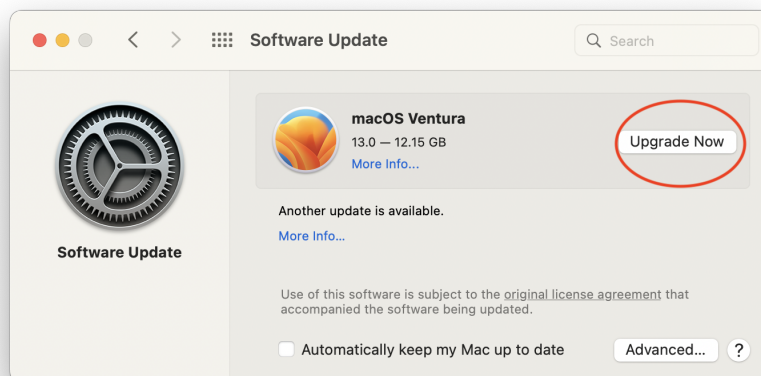 Software Update
Search
macOS Ventura
13.0 — 12.15 GB
More Info...
Upgrade Now
Another update is available.
More Info...
Software Update
Use of this software is subject to the original license agreement that
accompanied the software being updated.
Automatically keep my Mac up to date
Advanced...
?